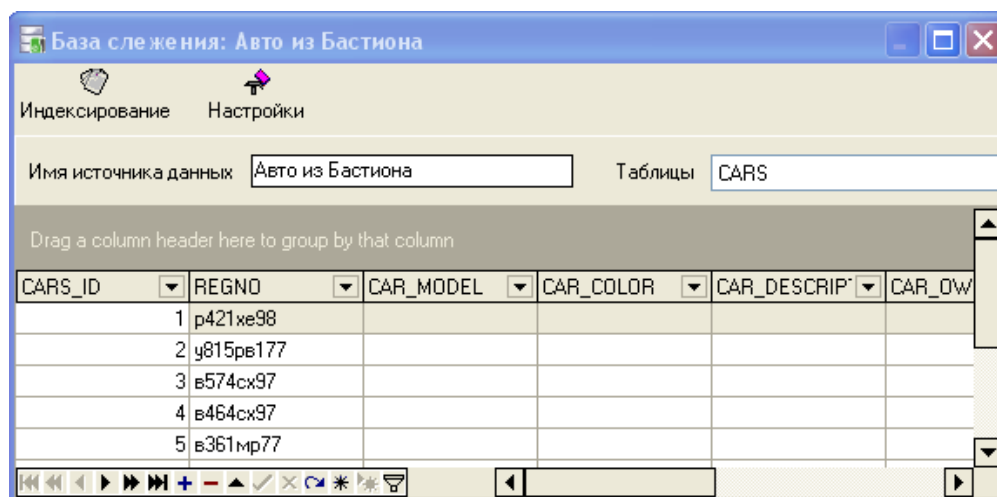 База слежения: Авто из Бастиона
Индексирование Настройки
Имя источника данных Авто из Бастиона Таблицы CARS
Drag a column header here to group by that column
CARS_ID REGNO CAR_MODEL CAR_COLOR CAR_DESCRIPT CAR_OW
1 р421хе98
2 у815рв177
3 в574сх97
4 в464сх97
5 в361мр77